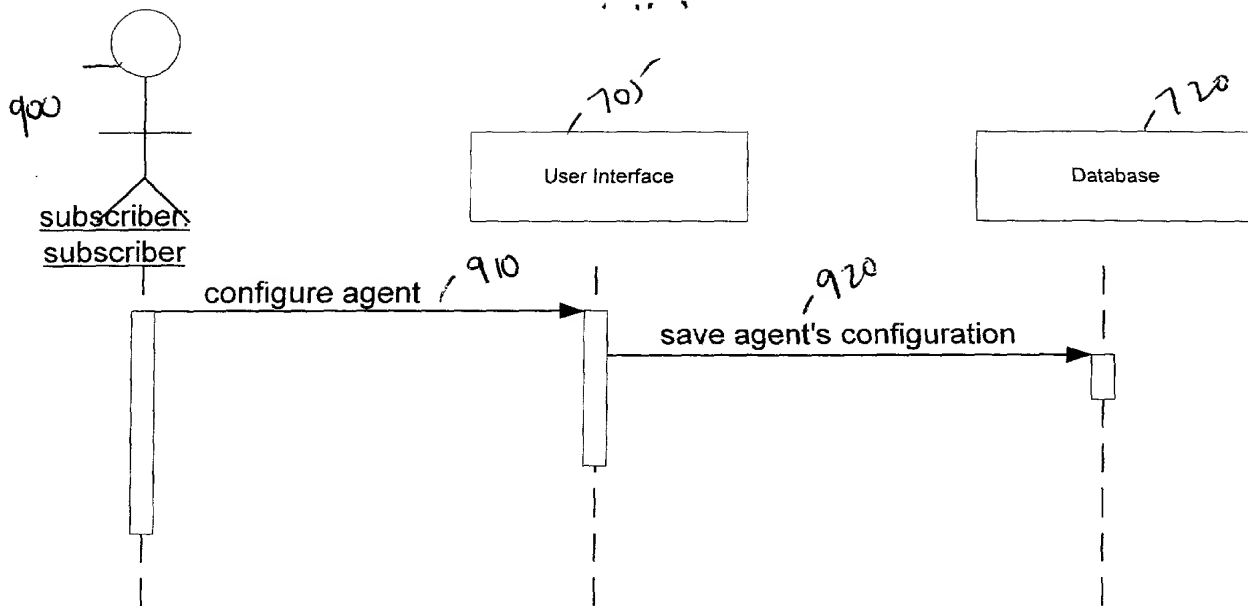 900
705
720
User Interface
Database
subscriber:
subscriber
configure agent
910
920
save agent's configuration